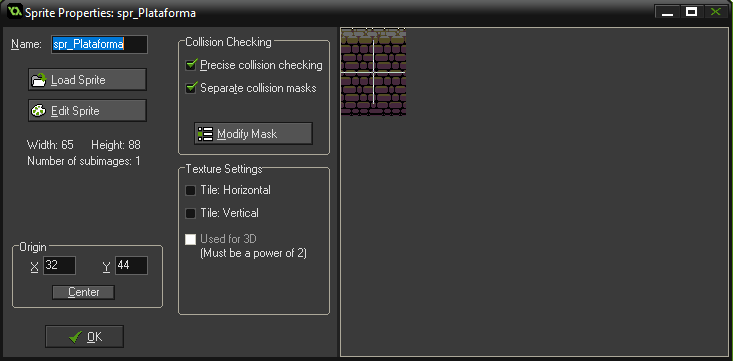 Sprite Properties: spr_Plataforma
Name: spr_Plataforma
Load Sprite
Edit Sprite
Width: 65 Height: 88
Number of subimages: 1
Origin
X 32 Y 44
Center
OK
Collision Checking
Precise collision checking
Separate collision masks
Modify Mask
Texture Settings
Tile: Horizontal
Tile: Vertical
Used for 3D
(Must be a power of 2)